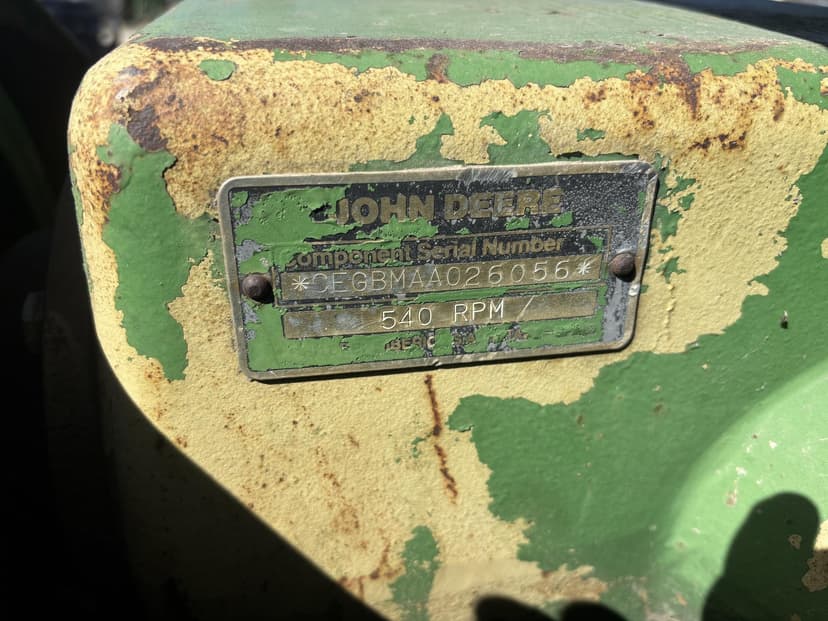 JOHN DEERE
Component Serial Number
*CEGBMAA026056*
540 RPM